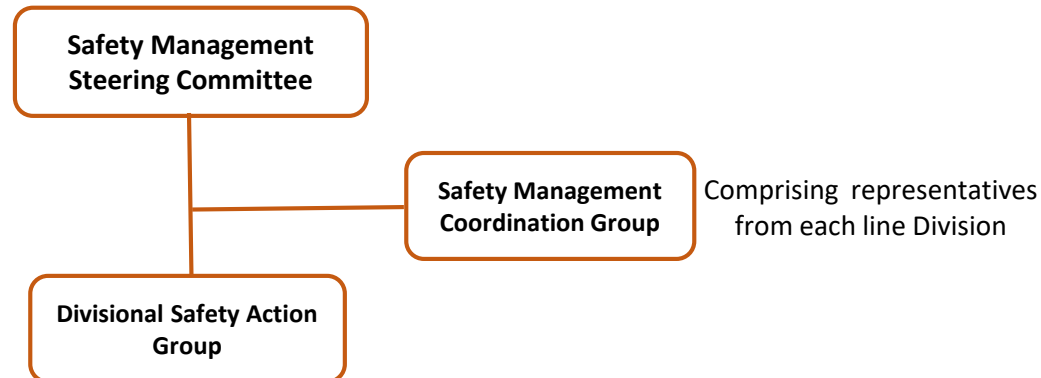 Safety Management
Steering Committee
Safety Management
Coordination Group
Comprising representatives
from each line Division
Divisional Safety Action
Group